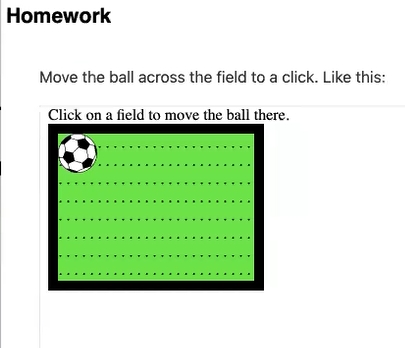 Homework
Move the ball across the field to a click. Like this:
Click on a field to move the ball there.
. . . . . . . . . . . . . . . . . . . . . . . .
. . . . . . . . . . . . . . . . . . . . . . . .
. . . . . . . . . . . . . . . . . . . . . . . .
. . . . . . . . . . . . . . . . . . . . . . . .
. . . . . . . . . . . . . . . . . . . . . . . .
. . . . . . . . . . . . . . . . . . . . . . . .
. . . . . . . . . . . . . . . . . . . . . . . .
. . . . . . . . . . . . . . . . . . . . . . . .